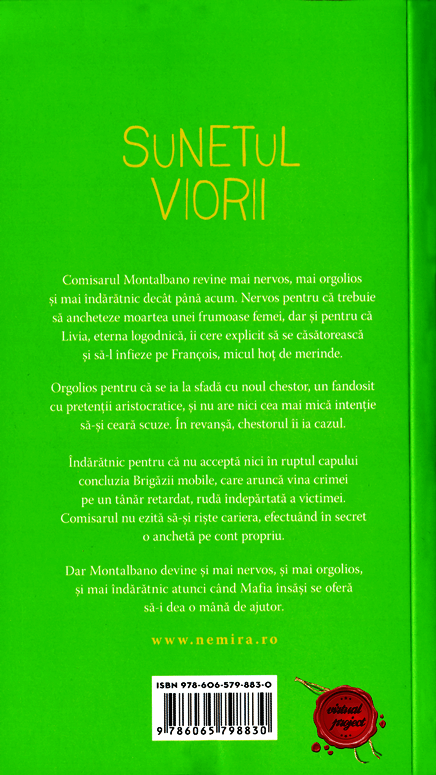 SUNETUL
VIORII
Comisarul Montalbano revine mai nervos, mai orgolios
și mai îndărătnic decât până acum. Nervos pentru că trebuie
să ancheteze moartea unei frumoase femei, dar și pentru că
Livia, eterna logodnică, îi cere explicit să se căsătorească
și să-l înfieze pe François, micul hoț de merinde.
Orgolios pentru că se ia la sfadă cu noul chestor, un fandosit
cu pretenții aristocratice, și nu are nici cea mai mică intenție
să-și ceară scuze. În revanșă, chestorul îi ia cazul.
Îndărătnic pentru că nu acceptă nici în ruptul capului
concluzia Brigăzii mobile, care aruncă vina crimei
pe un tânăr retardat, rudă îndepărtată a victimei.
Comisarul nu ezită să-și riște cariera, efectuând în secret
o anchetă pe cont propriu.
Dar Montalbano devine și mai nervos, și mai orgolios,
și mai îndărătnic atunci când Mafia însăși se oferă
să-i dea o mână de ajutor.
www.nemira.ro
ISBN 978-606-579-883-0
9 786065 798830
virtual
project